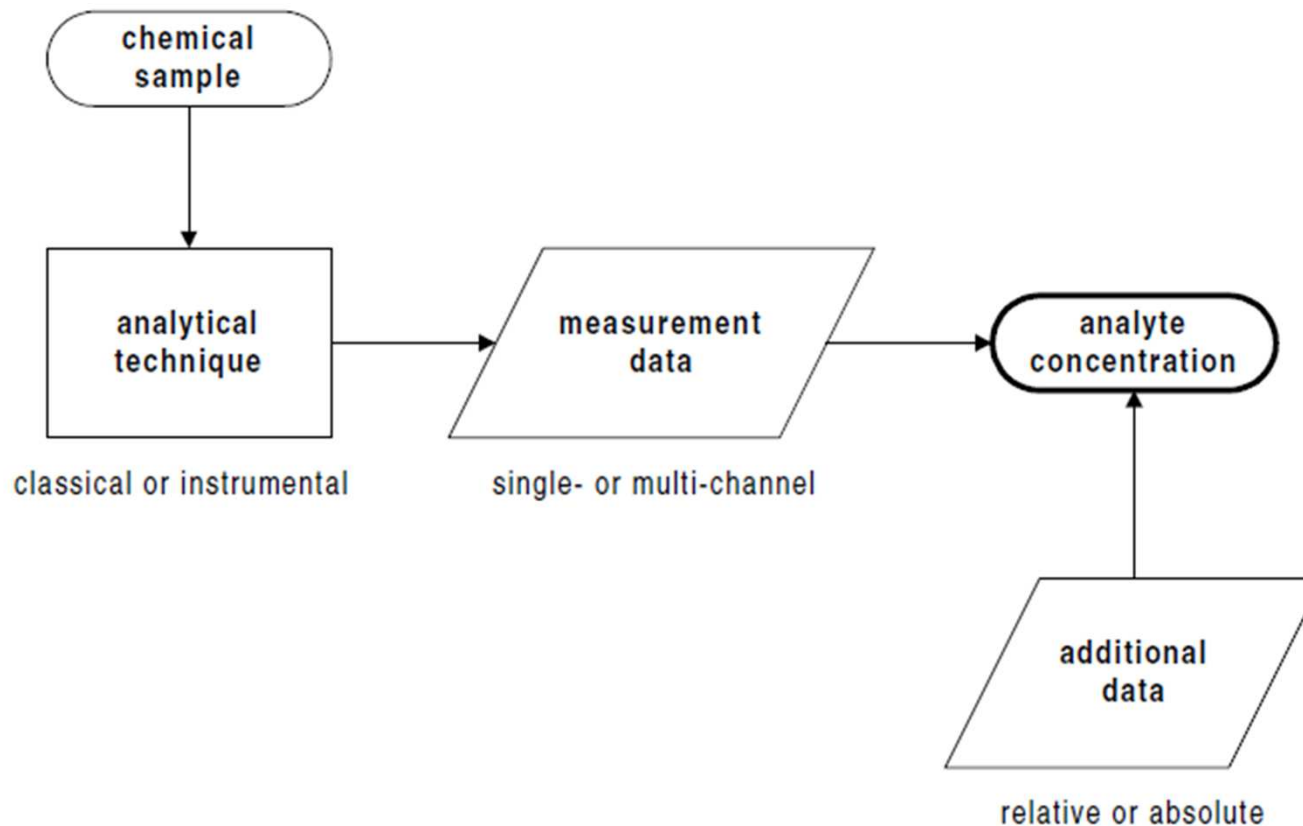 chemical
sample
analytical
technique
measurement
data
analyte
concentration
classical or instrumental
single- or multi-channel
additional
data
relative or absolute